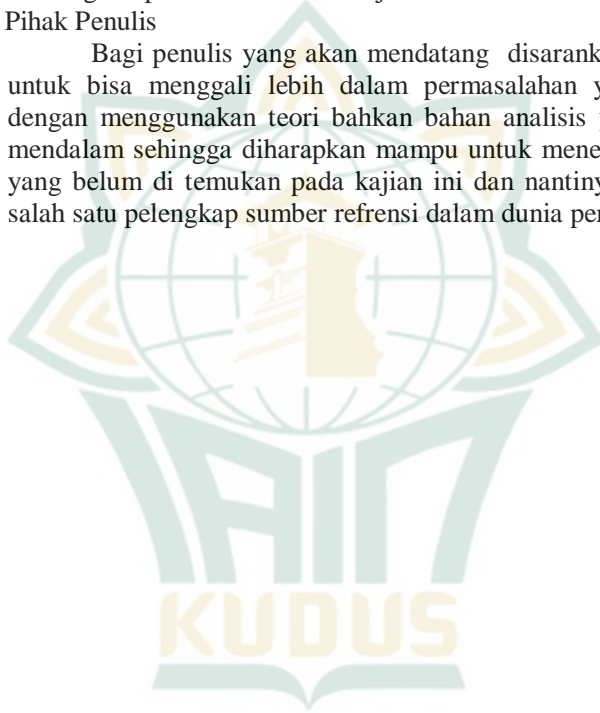 Pihak Penulis
Bagi penulis yang akan mendatang disarank
untuk bisa menggali lebih dalam permasalahan y
dengan menggunakan teori bahkan bahan analisis
mendalam sehingga diharapkan mampu untuk mene
yang belum di temukan pada kajian ini dan nantiny
salah satu pelengkap sumber refrensi dalam dunia pe
IAIN
KUDUS